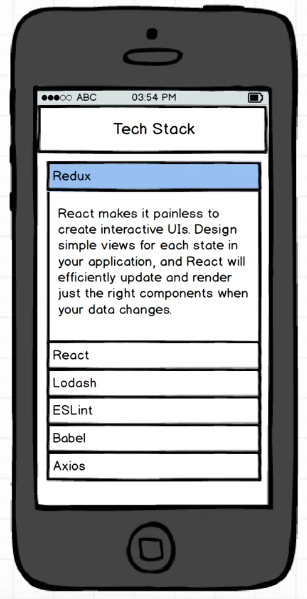 ABC 03:54 PM
Tech Stack
Redux
React makes it painless to
create interactive UIs. Design
simple views for each state in
your application, and React will
efficiently update and render
just the right components when
your data changes.
React
Lodash
ESLint
Babel
Axios